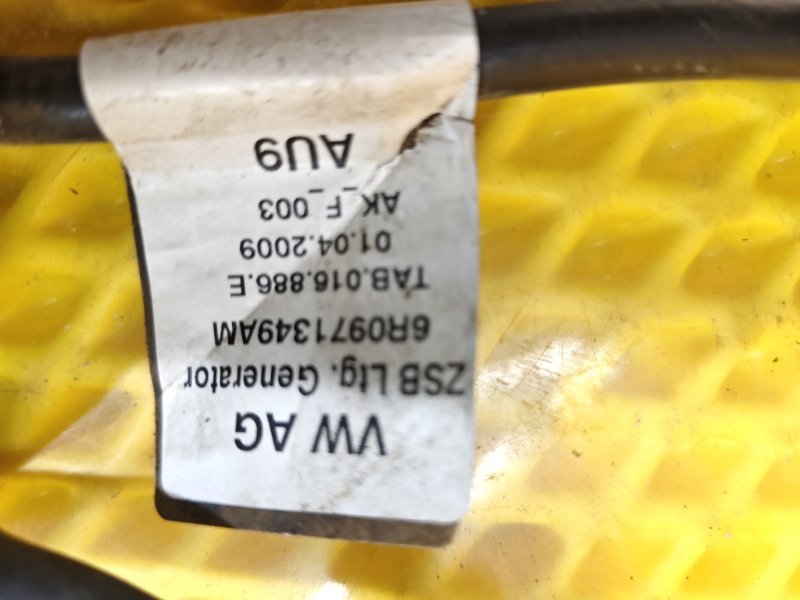 VW AG
ZSB Ltg. Generator
6R0971349AM
TAB.016.886.E
01.04.2009
AK_F_003
AU9